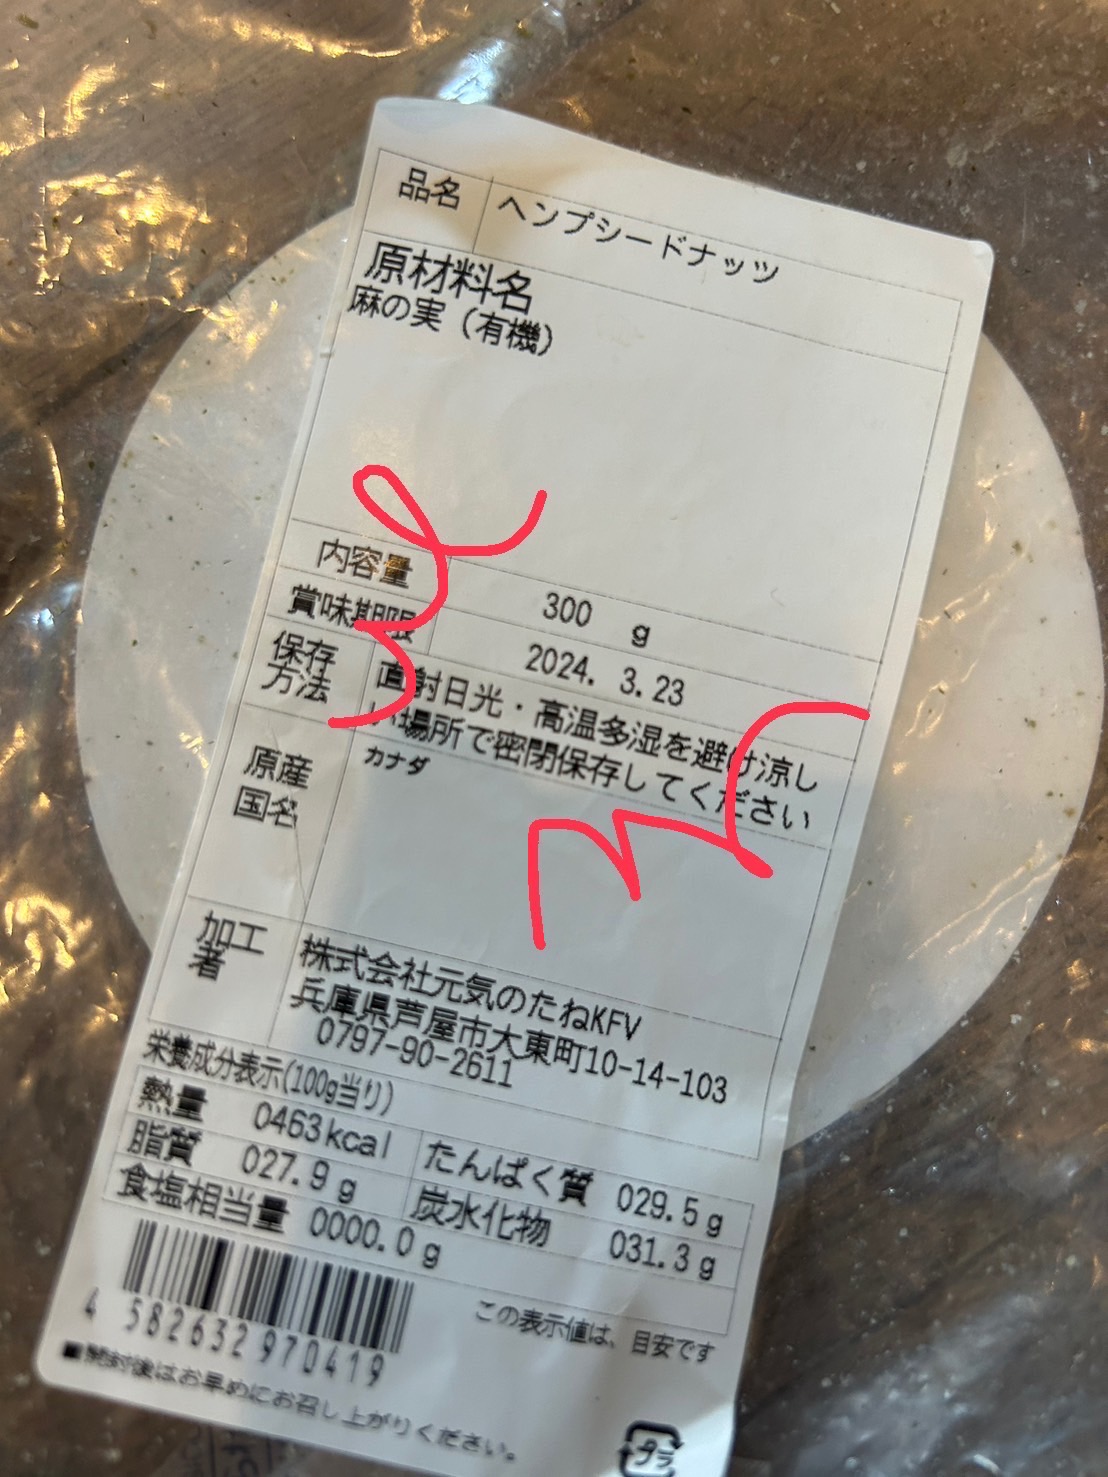 品名 ヘンプシードナッツ
原材料名
麻の実（有機）
内容量 300 g
賞味期限 2024. 3. 23
保存方法 直射日光・高温多湿を避け涼し
い場所で密閉保存してください
原産国名 カナダ
加工者 株式会社元気のたねKFV
兵庫県芦屋市大東町10-14-103
0797-90-2611
栄養成分表示(100g当り)
熱量 0463kcal たんぱく質 029.5g
脂質 027.9g 炭水化物 031.3g
食塩相当量 0000.0g
この表示値は、目安です
4 582632 970419
■開封後はお早めにお召し上がりください。
プラ